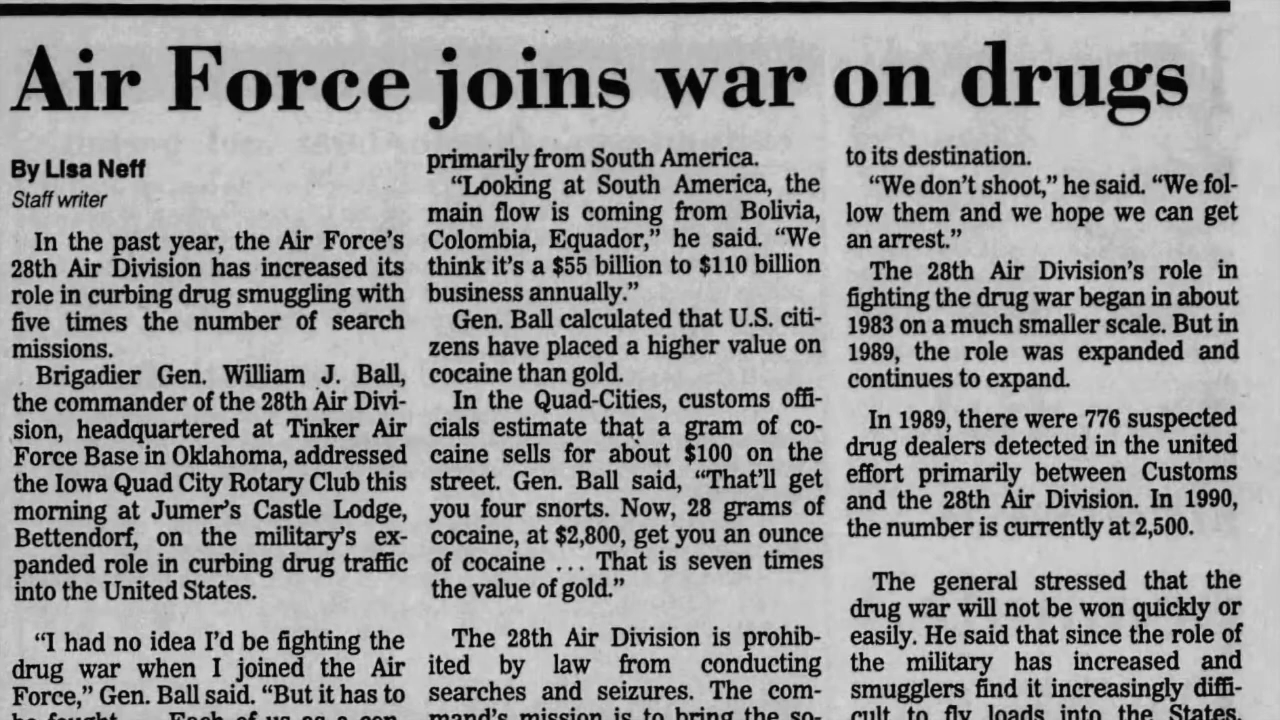 Air Force joins war on drugs
By LIsa Neff
Staff writer
In the past year, the Air Force's
28th Air Division has increased its
role in curbing drug smuggling with
five times the number of search
missions.
Brigadier Gen. William J. Ball,
the commander of the 28th Air Divi-
sion, headquartered at Tinker Air
Force Base in Oklahoma, addressed
the Iowa Quad City Rotary Club this
morning at Jumer's Castle Lodge,
Bettendorf, on the military's ex-
panded role in curbing drug traffic
into the United States.
"I had no idea I'd be fighting the
drug war when I joined the Air
Force," Gen. Ball said. "But it has to
primarily from South America.
"Looking at South America, the
main flow is coming from Bolivia,
Colombia, Equador," he said. "We
think it's a $55 billion to $110 billion
business annually."
Gen. Ball calculated that U.S. citi-
zens have placed a higher value on
cocaine than gold.
In the Quad-Cities, customs offi-
cials estimate that a gram of co-
caine sells for about $100 on the
street. Gen. Ball said, "That'll get
you four snorts. Now, 28 grams of
cocaine, at $2,800, get you an ounce
of cocaine ... That is seven times
the value of gold."
The 28th Air Division is prohib-
ited by law from conducting
searches and seizures. The com-
mand's mission is to bring the so-
to its destination.
"We don't shoot," he said. "We fol-
low them and we hope we can get
an arrest."
The 28th Air Division's role in
fighting the drug war began in about
1983 on a much smaller scale. But in
1989, the role was expanded and
continues to expand.
In 1989, there were 776 suspected
drug dealers detected in the united
effort primarily between Customs
and the 28th Air Division. In 1990,
the number is currently at 2,500.
The general stressed that the
drug war will not be won quickly or
easily. He said that since the role of
the military has increased and
smugglers find it increasingly diffi-
cult to fly loads into the States,